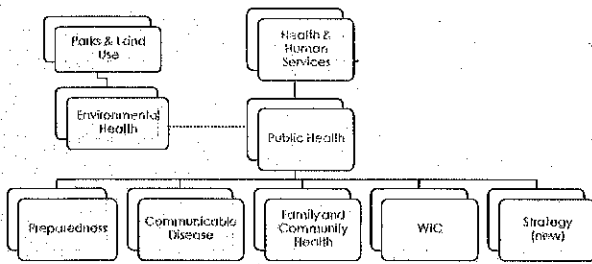 Parks & Land
Use
Health &
Human
Services
Environmental
Health
Public Health
Preparedness
Communicable
Disease
Family and
Community
Health
WIC
Strategy
(new)